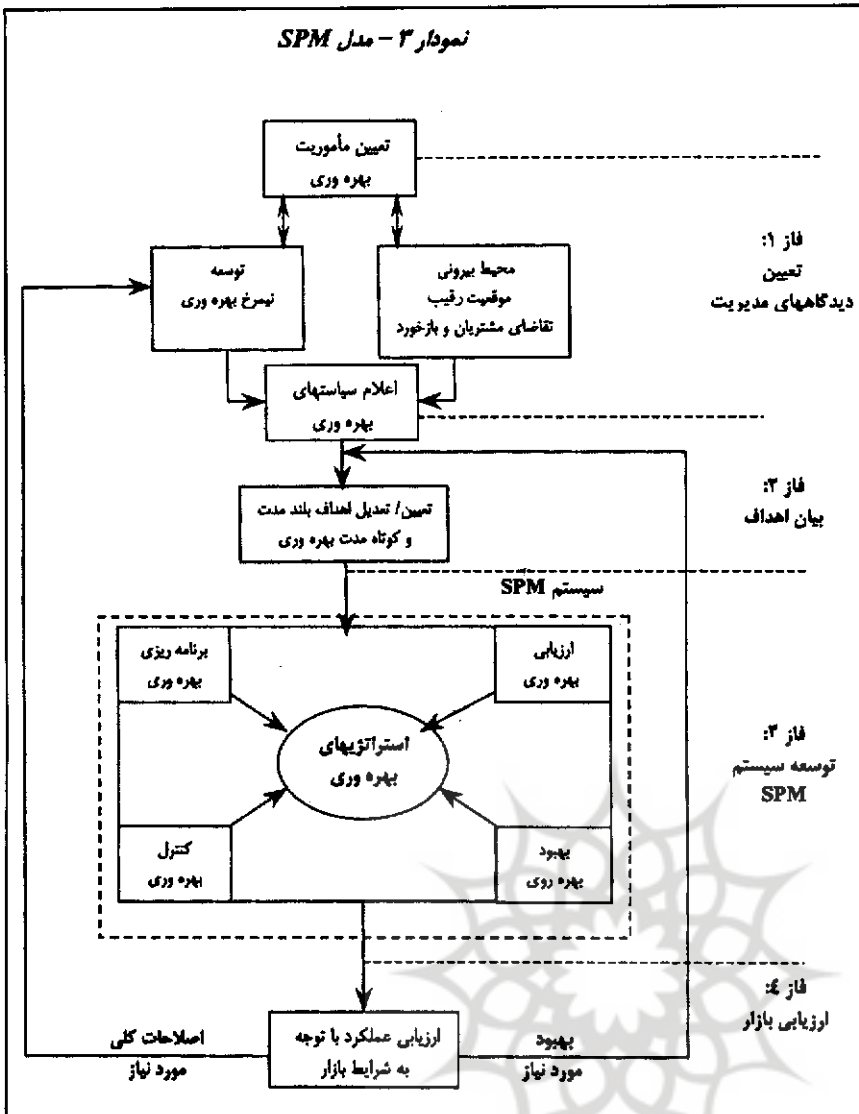 نمودار ۳ – مدل SPM
تعیین مأموریت
بهره وری
فاز ۱:
تعیین
دیدگاههای مدیریت
محیط بیرونی
موقعیت رقیب
تقاضای مشتریان و بازخورد
توسعه
نیمرخ بهره وری
اعلام سیاستهای
بهره وری
فاز ۲:
بیان اهداف
تعیین/ تعدیل اهداف بلند مدت
و کوتاه مدت بهره وری
سیستم SPM
ارزیابی
بهره وری
برنامه ریزی
بهره وری
استراتژیهای
بهره وری
فاز ۳:
توسعه سیستم
SPM
بهبود
بهره روی
کنترل
بهره وری
فاز ٤:
ارزیابی بازار
بهبود
مورد نیاز
ارزیابی عملکرد با توجه
به شرایط بازار
اصلاحات کلی
مورد نیاز